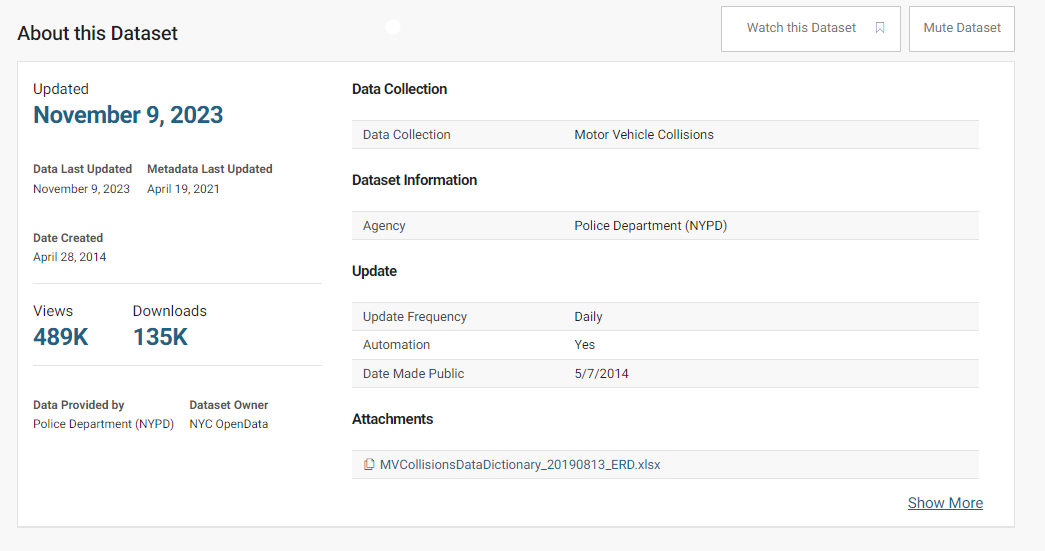 About this Dataset
Watch this Dataset
Mute Dataset
Updated
November 9, 2023
Data Last Updated
Metadata Last Updated
November 9, 2023
April 19, 2021
Date Created
April 28, 2014
Views
Downloads
489K
135K
Data Provided by
Dataset Owner
Police Department (NYPD)
NYC OpenData
Data Collection
Data Collection
Motor Vehicle Collisions
Dataset Information
Agency
Police Department (NYPD)
Update
Update Frequency
Daily
Automation
Yes
Date Made Public
5/7/2014
Attachments
MVCollisionsDataDictionary_20190813_ERD.xlsx
Show More